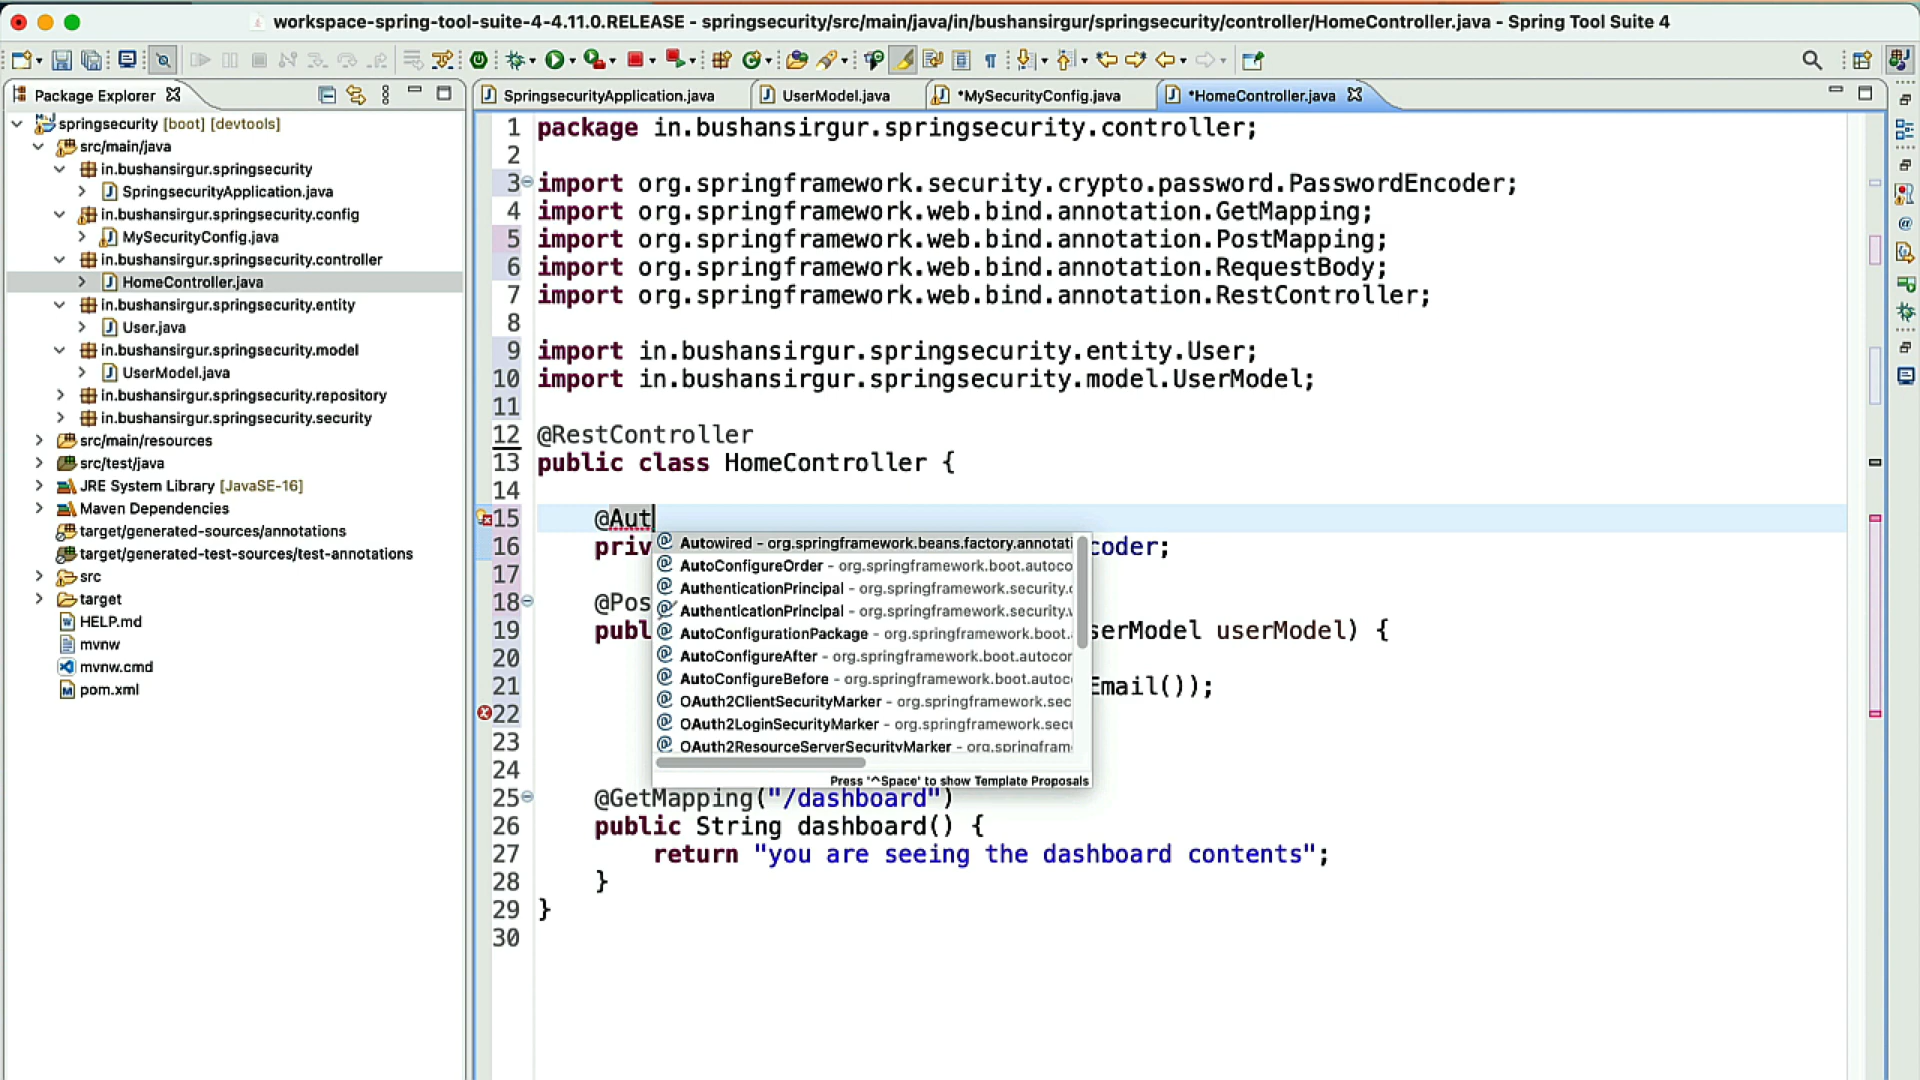 workspace-spring-tool-suite-4-4.11.0.RELEASE - springsecurity/src/main/java/in/bushansirgur/springsecurity/controller/HomeController.java - Spring Tool Suite 4
Package Explorer
SpringsecurityApplication.java
UserModel.java
*MySecurityConfig.java
*HomeController.java
springsecurity [boot] [devtools]
src/main/java
in.bushansirgur.springsecurity
SpringsecurityApplication.java
in.bushansirgur.springsecurity.config
MySecurityConfig.java
in.bushansirgur.springsecurity.controller
HomeController.java
in.bushansirgur.springsecurity.entity
User.java
in.bushansirgur.springsecurity.model
UserModel.java
in.bushansirgur.springsecurity.repository
in.bushansirgur.springsecurity.security
src/main/resources
src/test/java
JRE System Library [JavaSE-16]
Maven Dependencies
target/generated-sources/annotations
target/generated-test-sources/test-annotations
src
target
HELP.md
mvnw
mvnw.cmd
pom.xml
1 package in.bushansirgur.springsecurity.controller;
2
3 import org.springframework.security.crypto.password.PasswordEncoder;
4 import org.springframework.web.bind.annotation.GetMapping;
5 import org.springframework.web.bind.annotation.PostMapping;
6 import org.springframework.web.bind.annotation.RequestBody;
7 import org.springframework.web.bind.annotation.RestController;
8
9 import in.bushansirgur.springsecurity.entity.User;
10 import in.bushansirgur.springsecurity.model.UserModel;
11
12 @RestController
13 public class HomeController {
14
15 @Aut
16 priv coder;
17
18 @Pos
19 publ serModel userModel) {
20
21 Email());
22
23
24
25 @GetMapping("/dashboard")
26 public String dashboard() {
27 return "you are seeing the dashboard contents";
28 }
29 }
30
Autowired - org.springframework.beans.factory.annotati
AutoConfigureOrder - org.springframework.boot.autoco
AuthenticationPrincipal - org.springframework.security.
AuthenticationPrincipal - org.springframework.security.
AutoConfigurationPackage - org.springframework.boot.
AutoConfigureAfter - org.springframework.boot.autocor
AutoConfigureBefore - org.springframework.boot.autoc
OAuth2ClientSecurityMarker - org.springframework.sec
OAuth2LoginSecurityMarker - org.springframework.sec
OAuth2ResourceServerSecurityMarker - org.springfram
Press '^Space' to show Template Proposals